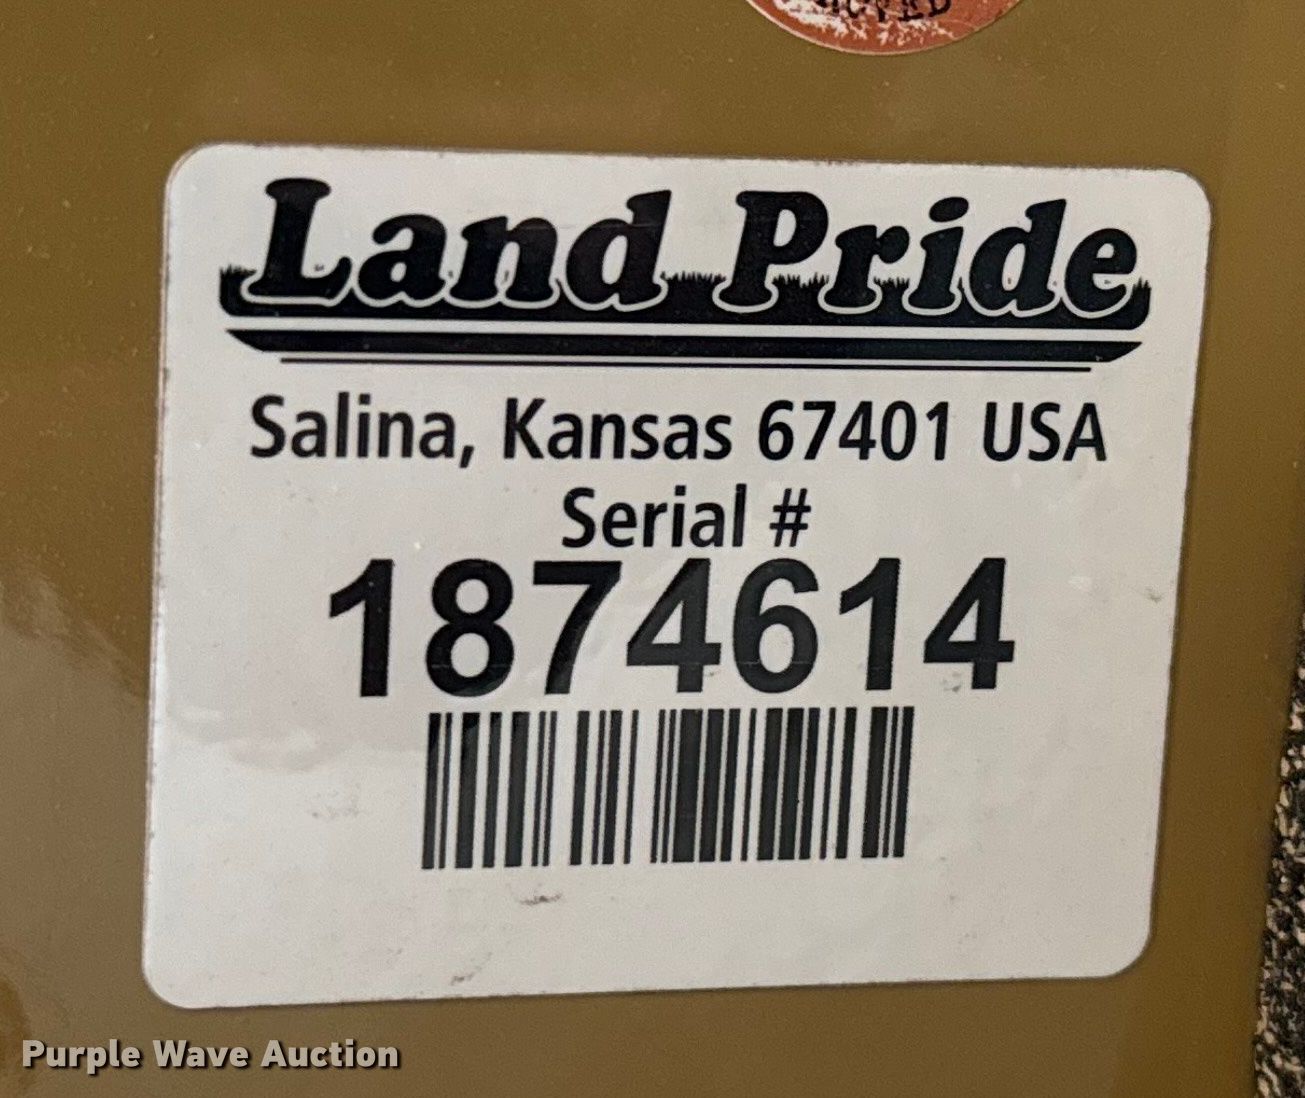 Land Pride
Salina, Kansas 67401 USA
Serial #
1874614
Purple Wave Auction